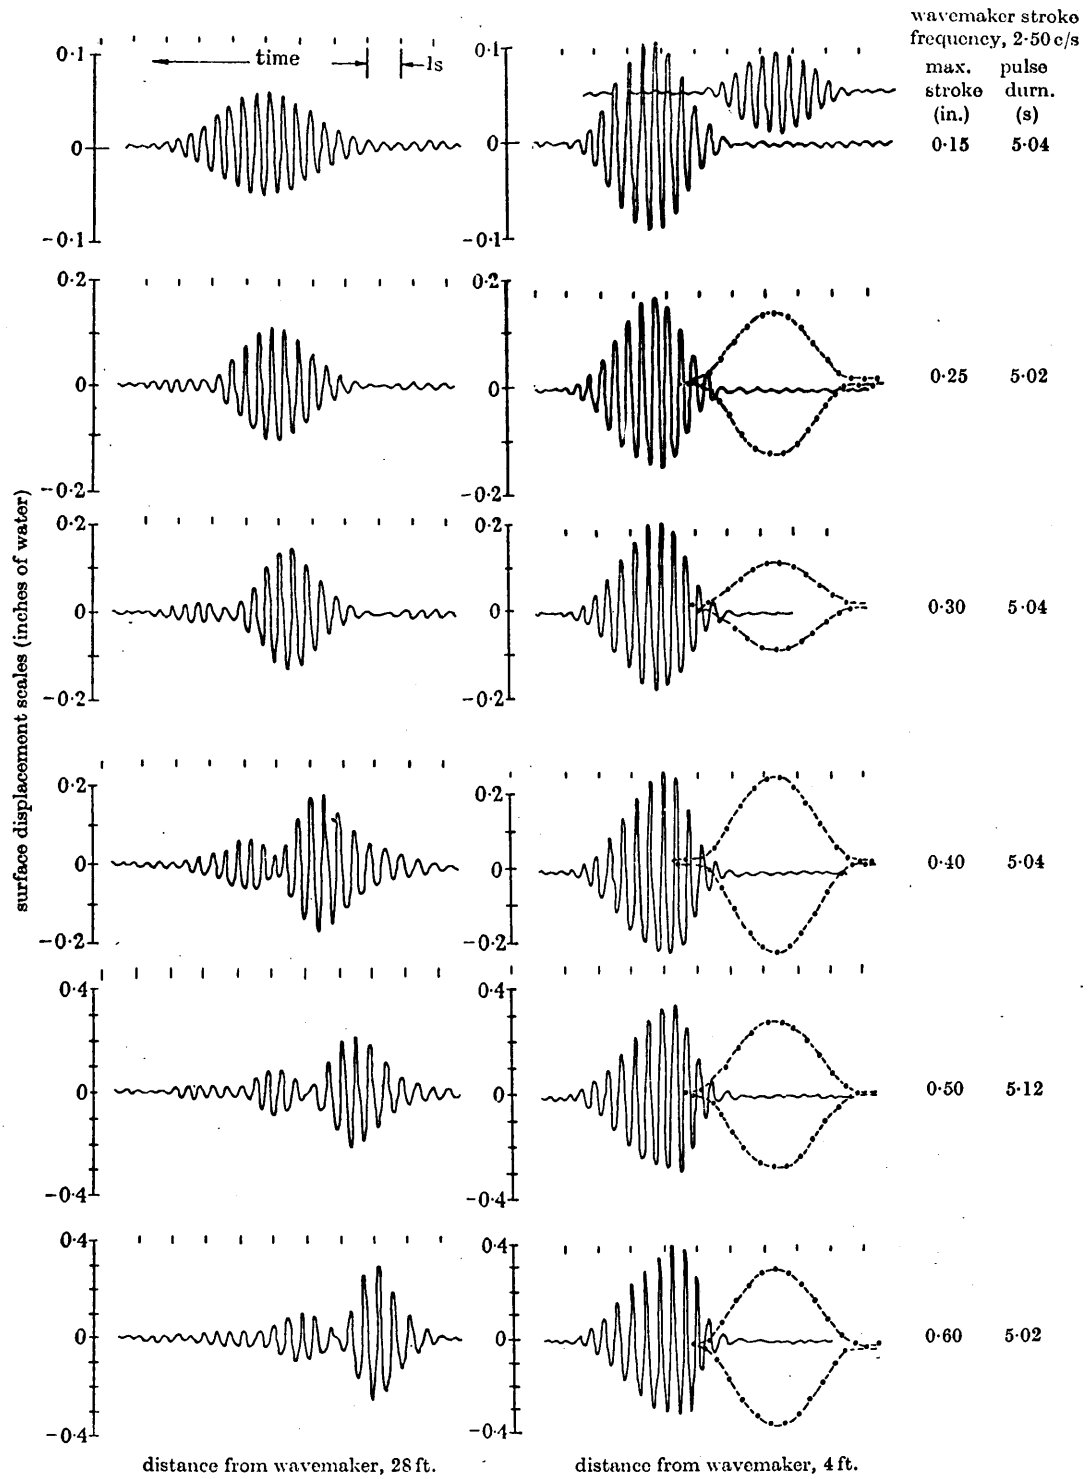 wavemaker stroke
frequency, 2·50 c/s
max. pulse
stroke durn.
(in.) (s)
0·1 time 1s 0·1
0 0 0·15 5·04
−0·1 −0·1
0·2 0·2
0 0 0·25 5·02
−0·2 −0·2
surface displacement scales (inches of water)
0·2 0·2
0 0 0·30 5·04
−0·2 −0·2
0·2 0·2
0 0 0·40 5·04
−0·2 −0·2
0·4 0·4
0 0 0·50 5·12
−0·4 −0·4
0·4 0·4
0 0 0·60 5·02
−0·4 −0·4
distance from wavemaker, 28 ft. distance from wavemaker, 4 ft.